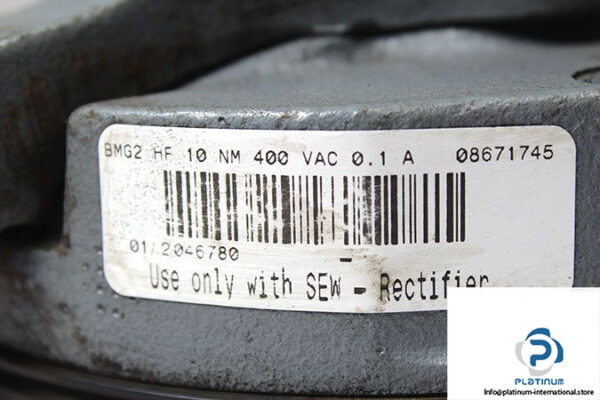 BMG2 HF 10 NM 400 VAC 0.1 A 08671745
01/2046780
Use only with SEW - Rectifier
PLATINUM
Info@platinum-international.store